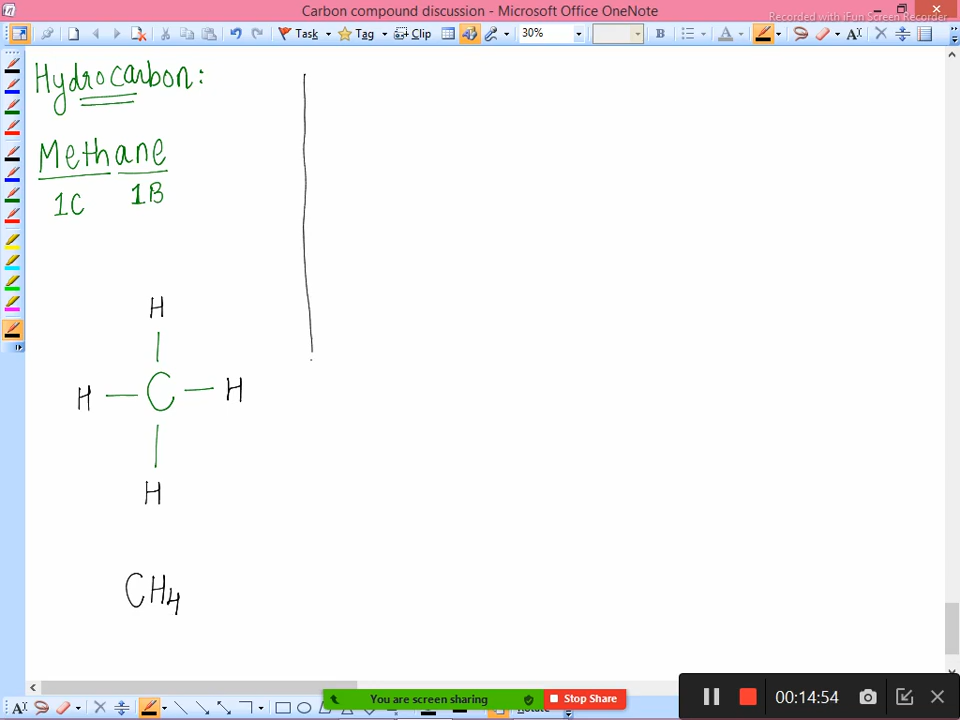 Carbon compound discussion - Microsoft Office OneNote
Recorded with iFun Screen Recorder
Task Tag Clip 30% B A
Hydrocarbon:
Methane
1C 1B
H
H C H
H
CH4
You are screen sharing Stop Share
00:14:54